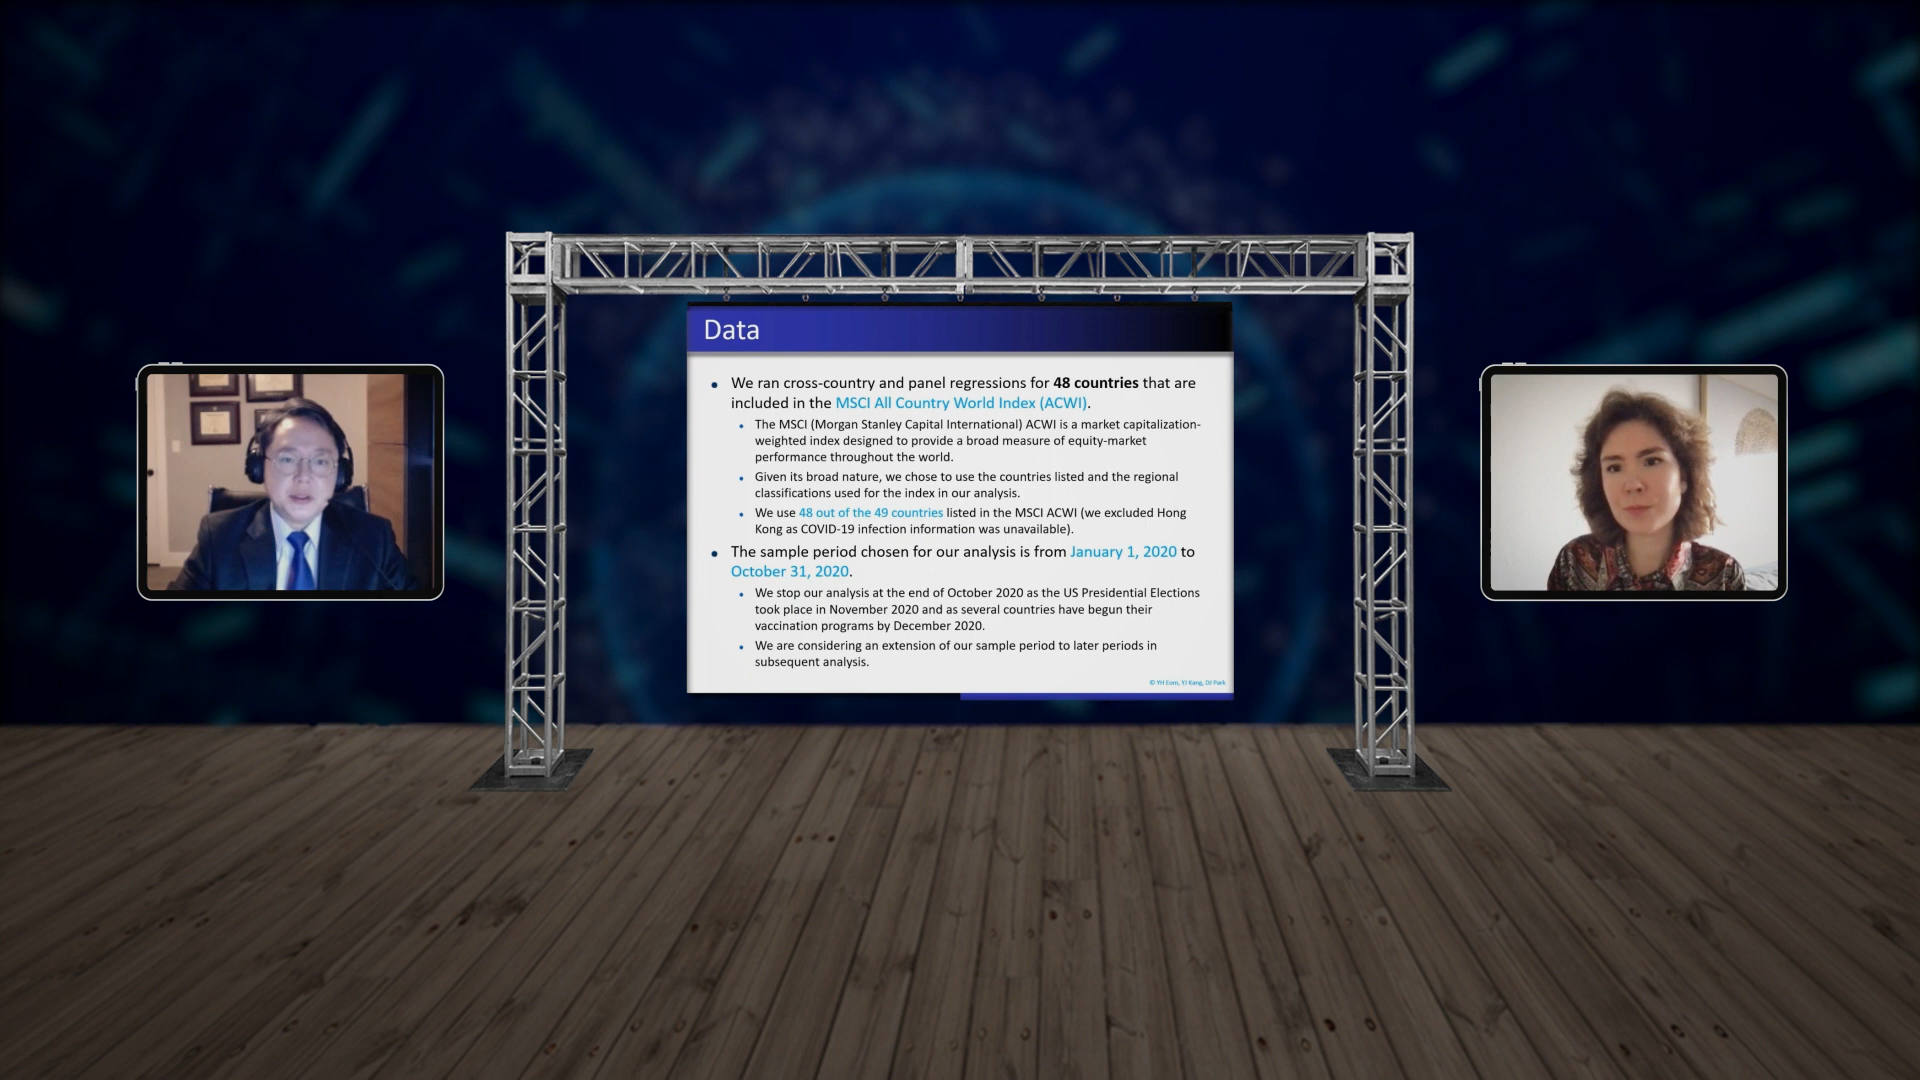 Data
We ran cross-country and panel regressions for 48 countries that are
included in the MSCI All Country World Index (ACWI).
The MSCI (Morgan Stanley Capital International) ACWI is a market capitalization-
weighted index designed to provide a broad measure of equity-market
performance throughout the world.
Given its broad nature, we chose to use the countries listed and the regional
classifications used for the index in our analysis.
We use 48 out of the 49 countries listed in the MSCI ACWI (we excluded Hong
Kong as COVID-19 infection information was unavailable).
The sample period chosen for our analysis is from January 1, 2020 to
October 31, 2020.
We stop our analysis at the end of October 2020 as the US Presidential Elections
took place in November 2020 and as several countries have begun their
vaccination programs by December 2020.
We are considering an extension of our sample period to later periods in
subsequent analysis.
© YH Eom, YJ Kang, DJ Park